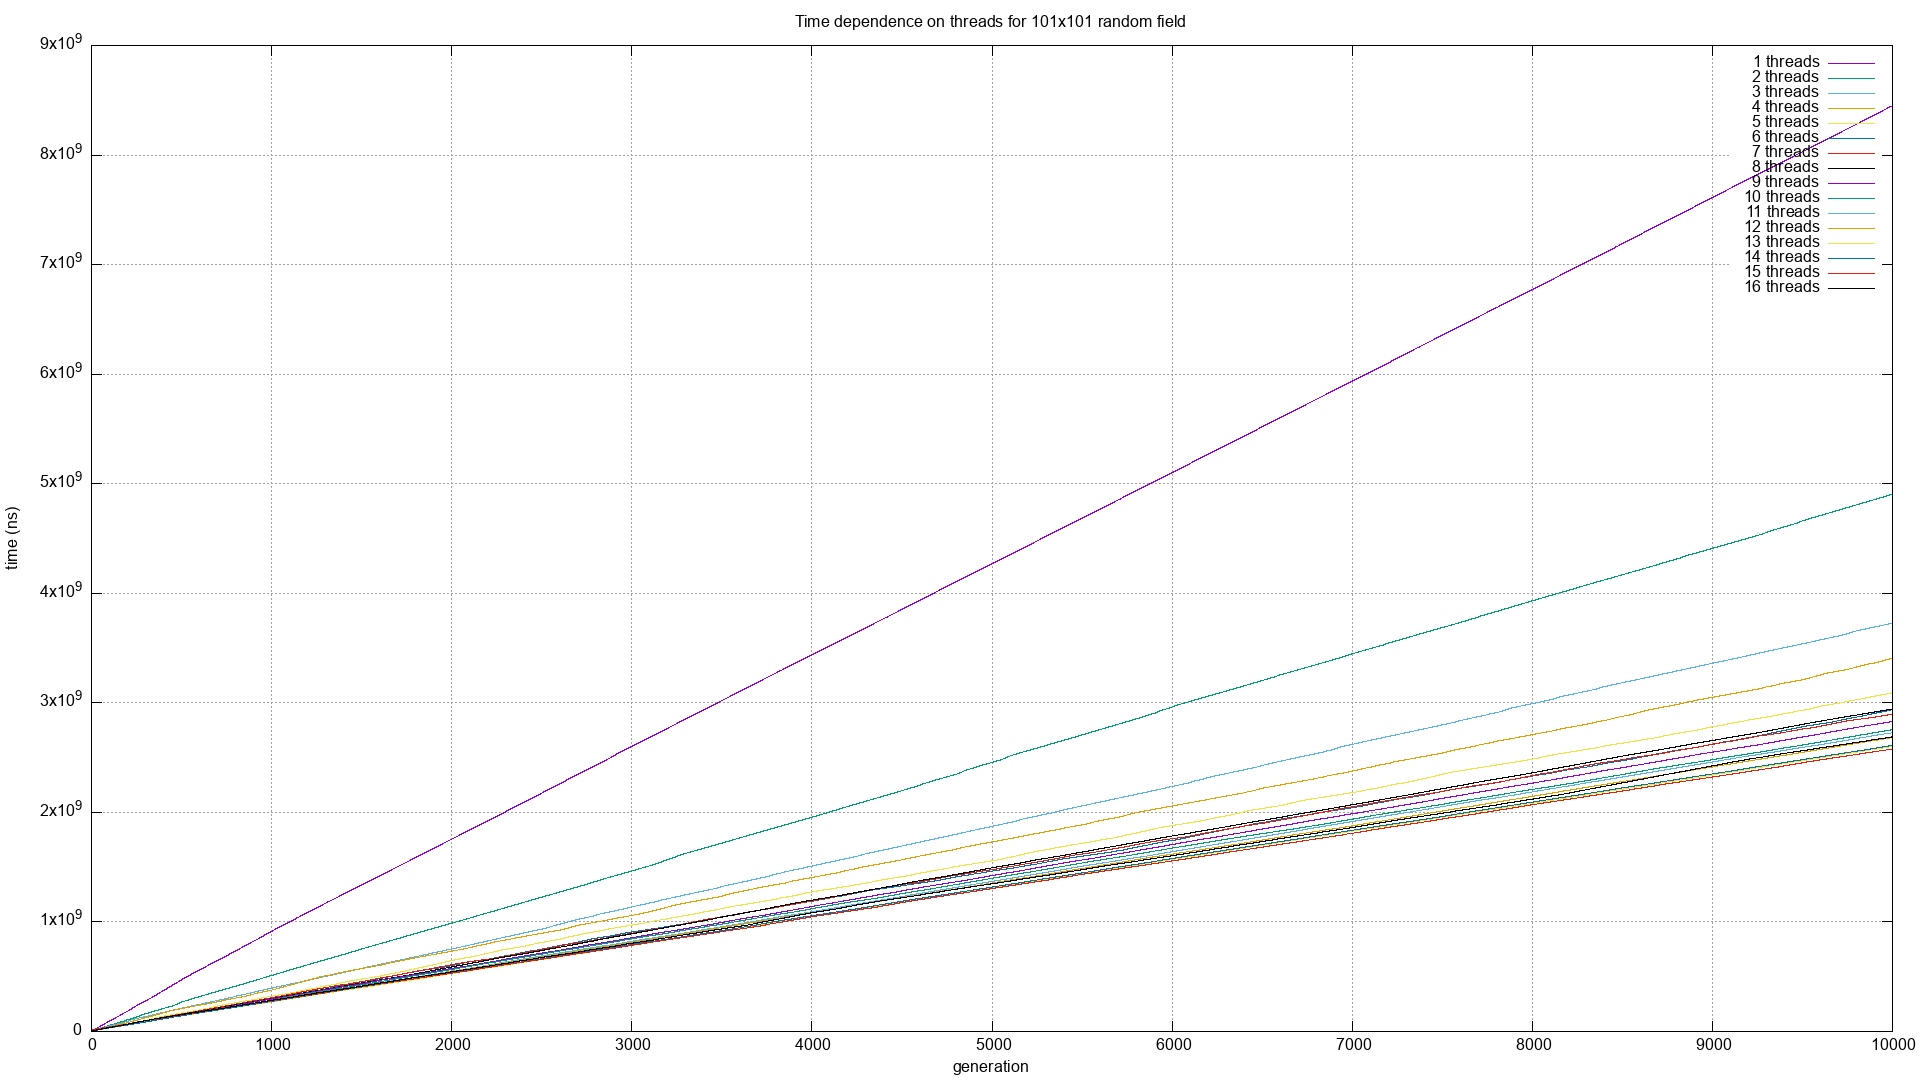 Time dependence on threads for 101x101 random field
9x10^9
8x10^9
7x10^9
6x10^9
5x10^9
4x10^9
3x10^9
2x10^9
1x10^9
0
time (ns)
1 threads
2 threads
3 threads
4 threads
5 threads
6 threads
7 threads
8 threads
9 threads
10 threads
11 threads
12 threads
13 threads
14 threads
15 threads
16 threads
0 1000 2000 3000 4000 5000 6000 7000 8000 9000 10000
generation